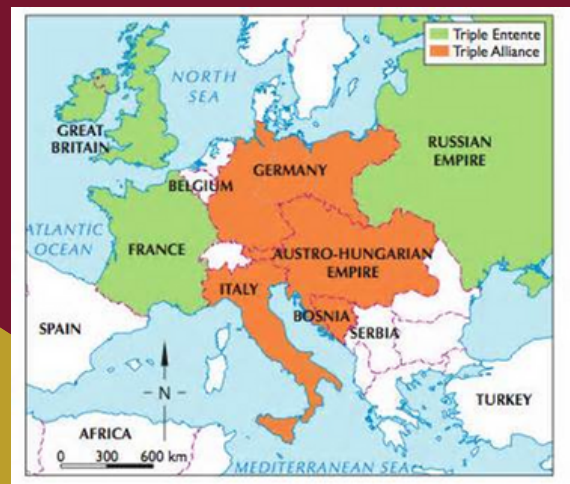 Triple Entente
Triple Alliance
NORTH
SEA
GREAT
BRITAIN
RUSSIAN
EMPIRE
GERMANY
BELGIUM
ATLANTIC
OCEAN
FRANCE
AUSTRO-HUNGARIAN
EMPIRE
ITALY
BOSNIA
SERBIA
SPAIN
N
TURKEY
AFRICA
0 300 600 km
MEDITERRANEAN SEA